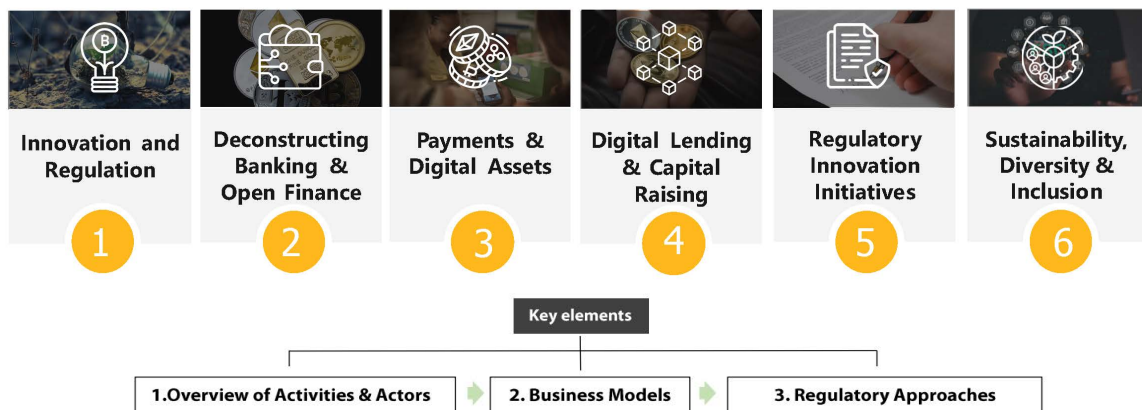 Innovation and
Regulation
1
Deconstructing
Banking &
Open Finance
2
Payments &
Digital Assets
3
Digital Lending
& Capital
Raising
4
Regulatory
Innovation
Initiatives
5
Sustainability,
Diversity &
Inclusion
6
Key elements
1.Overview of Activities & Actors
2. Business Models
3. Regulatory Approaches